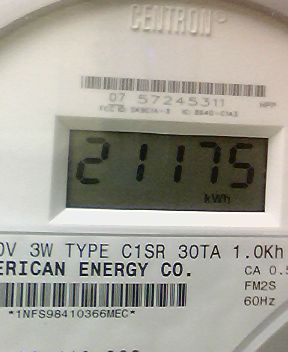 CENTRON®
07 57245311
HPP
21175
kWh
0V 3W TYPE C1SR 30TA 1.0Kh
ERICAN ENERGY CO.
CA 0.5
FM2S
60Hz
*1NFS98410366MEC*